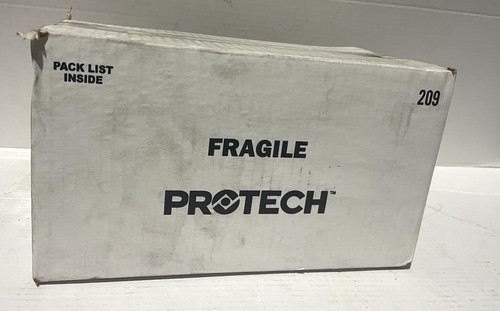 PACK LIST
INSIDE
209
FRAGILE
PROTECH™